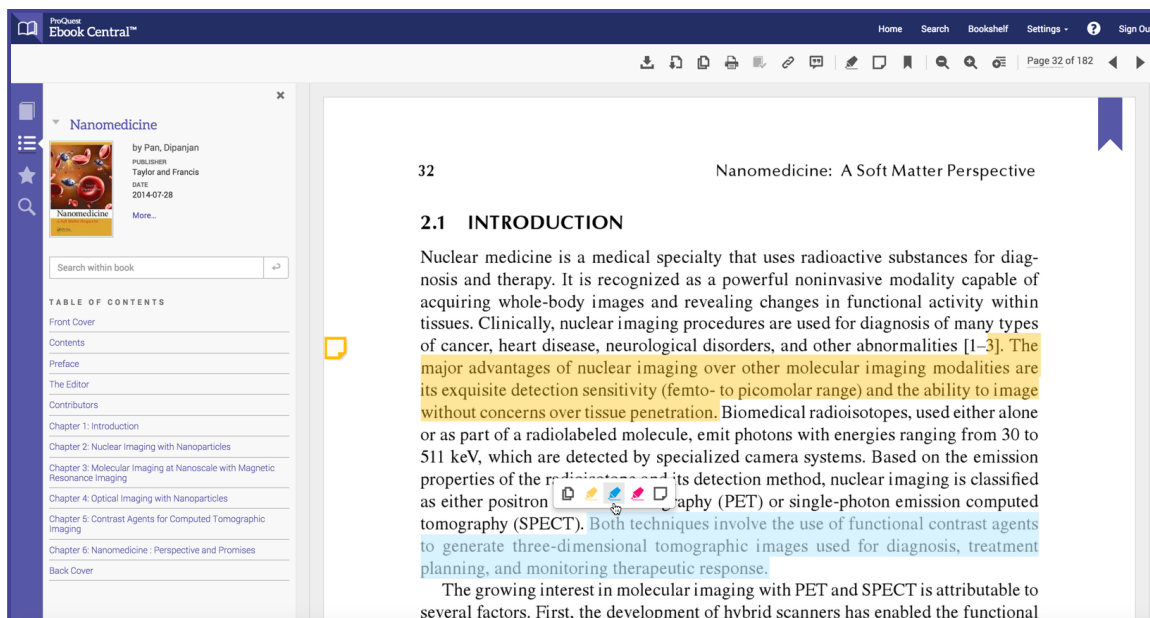 ProQuest
Ebook Central™
Home Search Bookshelf Settings ? Sign Ou
Page 32 of 182
Nanomedicine
by Pan, Dipanjan
PUBLISHER
Taylor and Francis
DATE
2014-07-28
More...
Nanomedicine
Search within book
TABLE OF CONTENTS
Front Cover
Contents
Preface
The Editor
Contributors
Chapter 1: Introduction
Chapter 2: Nuclear Imaging with Nanoparticles
Chapter 3: Molecular Imaging at Nanoscale with Magnetic
Resonance Imaging
Chapter 4: Optical Imaging with Nanoparticles
Chapter 5: Contrast Agents for Computed Tomographic
Imaging
Chapter 6: Nanomedicine : Perspective and Promises
Back Cover
32 Nanomedicine: A Soft Matter Perspective
2.1 INTRODUCTION
Nuclear medicine is a medical specialty that uses radioactive substances for diag-
nosis and therapy. It is recognized as a powerful noninvasive modality capable of
acquiring whole-body images and revealing changes in functional activity within
tissues. Clinically, nuclear imaging procedures are used for diagnosis of many types
of cancer, heart disease, neurological disorders, and other abnormalities [1–3]. The
major advantages of nuclear imaging over other molecular imaging modalities are
its exquisite detection sensitivity (femto- to picomolar range) and the ability to image
without concerns over tissue penetration. Biomedical radioisotopes, used either alone
or as part of a radiolabeled molecule, emit photons with energies ranging from 30 to
511 keV, which are detected by specialized camera systems. Based on the emission
properties of the radioisotope and its detection method, nuclear imaging is classified
as either positron raphy (PET) or single-photon emission computed
tomography (SPECT). Both techniques involve the use of functional contrast agents
to generate three-dimensional tomographic images used for diagnosis, treatment
planning, and monitoring therapeutic response.
The growing interest in molecular imaging with PET and SPECT is attributable to
several factors. First, the development of hybrid scanners has enabled the functional